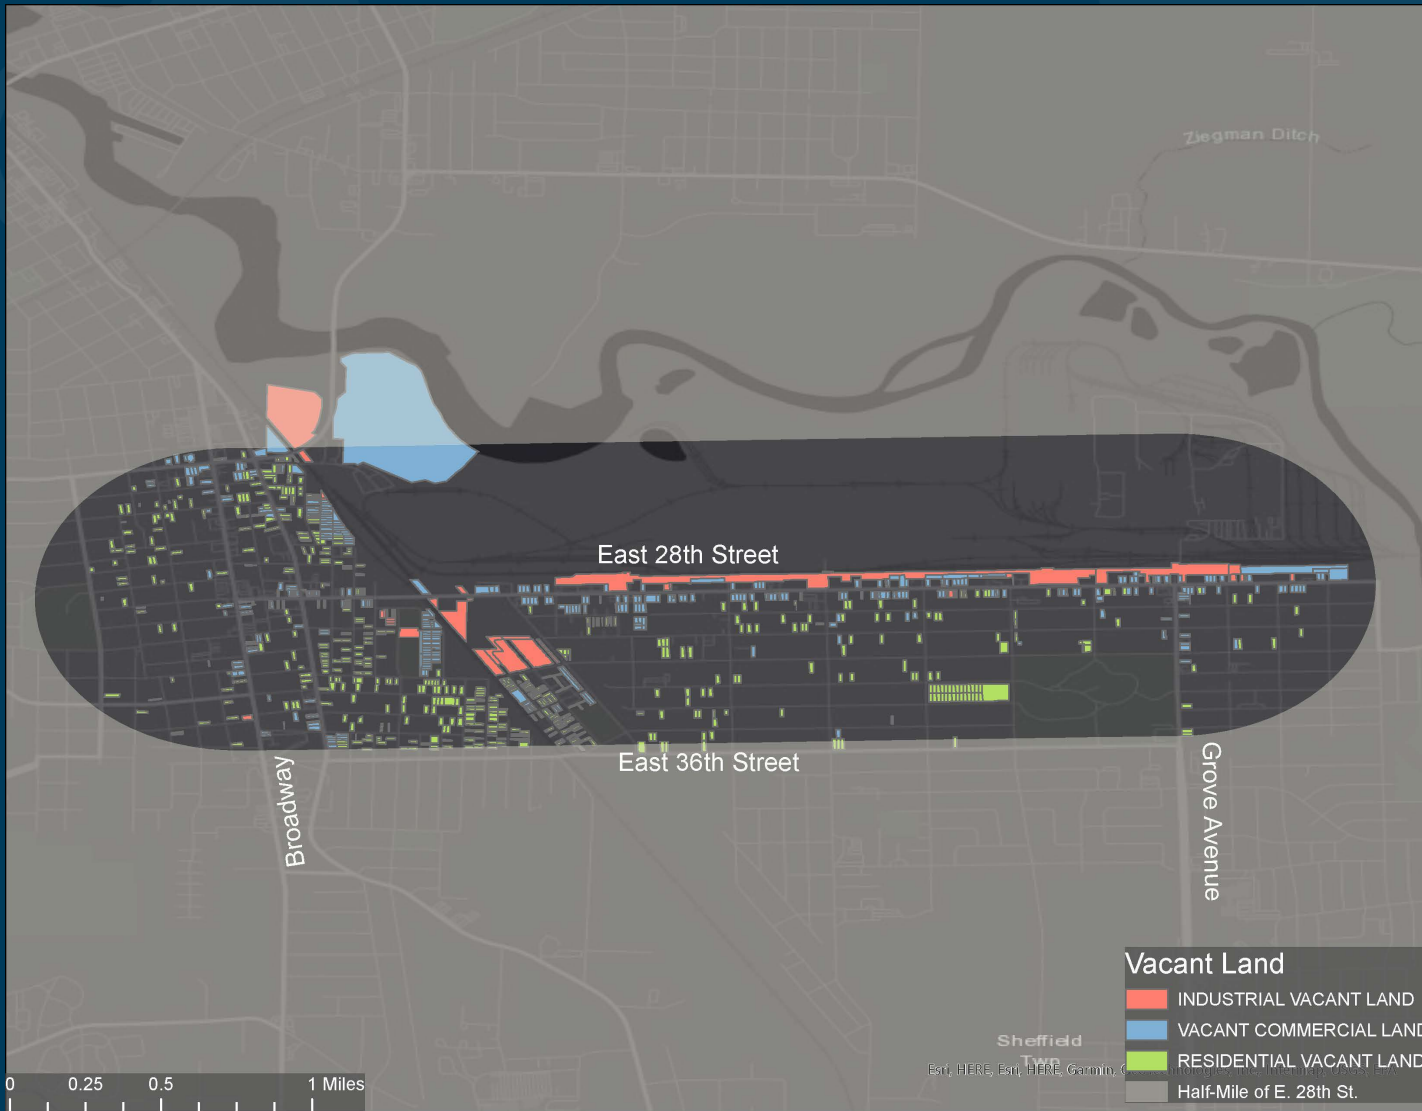 Ziegman Ditch
East 28th Street
East 36th Street
Broadway
Grove Avenue
Vacant Land
INDUSTRIAL VACANT LAND
VACANT COMMERCIAL LAND
RESIDENTIAL VACANT LAND
Half-Mile of E. 28th St.
Sheffield
Twp
Esri, HERE, Esri, HERE, Garmin,
0 0.25 0.5 1 Miles